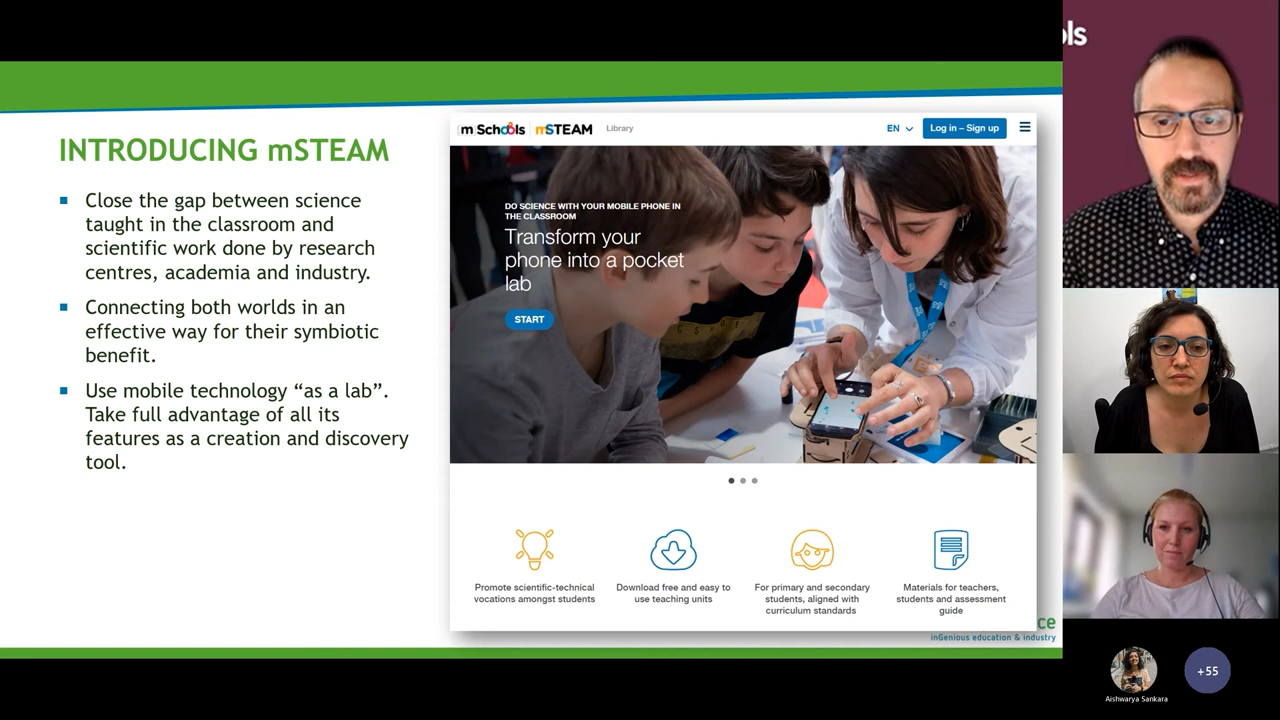 INTRODUCING mSTEAM
Close the gap between science
taught in the classroom and
scientific work done by research
centres, academia and industry.
Connecting both worlds in an
effective way for their symbiotic
benefit.
Use mobile technology “as a lab”.
Take full advantage of all its
features as a creation and discovery
tool.
mSchools mSTEAM Library EN Log in – Sign up
DO SCIENCE WITH YOUR MOBILE PHONE IN
THE CLASSROOM
Transform your
phone into a pocket
lab
START
Promote scientific-technical
vocations amongst students
Download free and easy to
use teaching units
For primary and secondary
students, aligned with
curriculum standards
Materials for teachers,
students and assessment
guide
ce
inGenious education & industry
ols
Aishwarya Sankara
+55